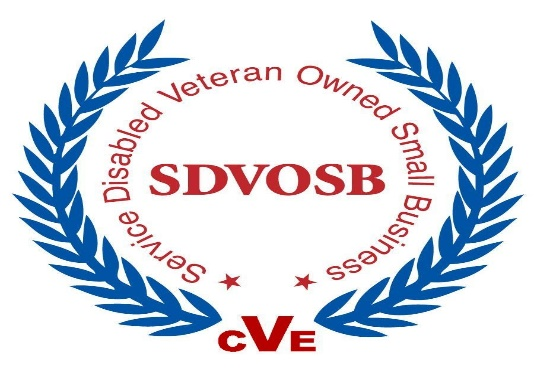 Service Disabled Veteran Owned Small Business
SDVOSB
CVE